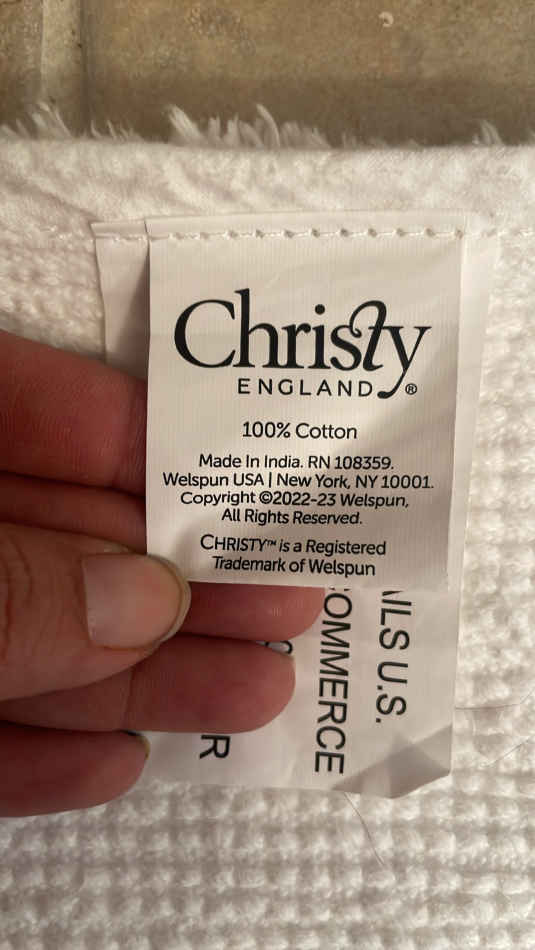 Christy
ENGLAND®
100% Cotton
Made In India. RN 108359.
Welspun USA | New York, NY 10001.
Copyright ©2022-23 Welspun,
All Rights Reserved.
CHRISTY™ is a Registered
Trademark of Welspun
U.S.
R